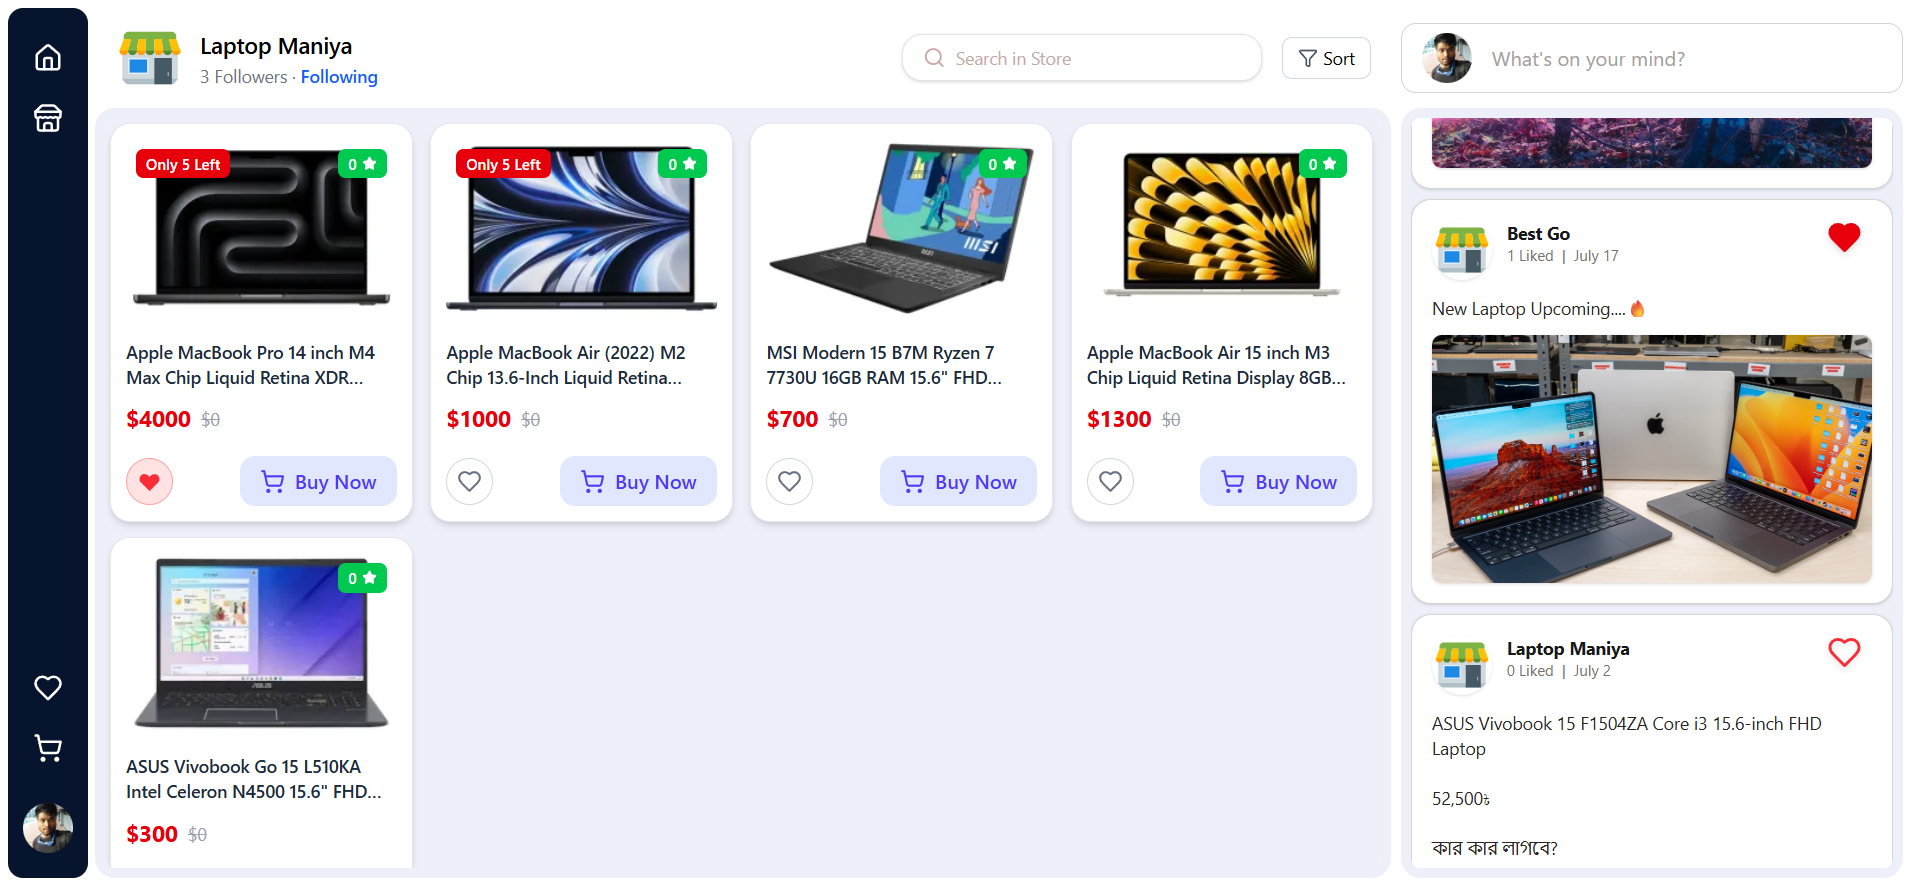 Laptop Maniya
3 Followers · Following
Search in Store
Sort
What's on your mind?
Only 5 Left
0
Apple MacBook Pro 14 inch M4
Max Chip Liquid Retina XDR...
$4000 $0
Buy Now
Only 5 Left
0
Apple MacBook Air (2022) M2
Chip 13.6-Inch Liquid Retina...
$1000 $0
Buy Now
0
msi
MSI Modern 15 B7M Ryzen 7
7730U 16GB RAM 15.6" FHD...
$700 $0
Buy Now
0
Apple MacBook Air 15 inch M3
Chip Liquid Retina Display 8GB...
$1300 $0
Buy Now
0
ASUS
ASUS Vivobook Go 15 L510KA
Intel Celeron N4500 15.6" FHD...
$300 $0
Best Go
1 Liked | July 17
New Laptop Upcoming....🔥
Laptop Maniya
0 Liked | July 2
ASUS Vivobook 15 F1504ZA Core i3 15.6-inch FHD
Laptop
52,500৳
কার কার লাগবে?